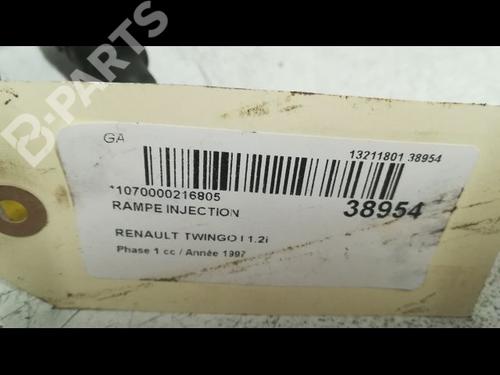 B-PARTS
GA
13211801 38954
*1070000216805
RAMPE INJECTION
38954
RENAULT TWINGO I 1.2i
Phase 1 cc / Année 1997